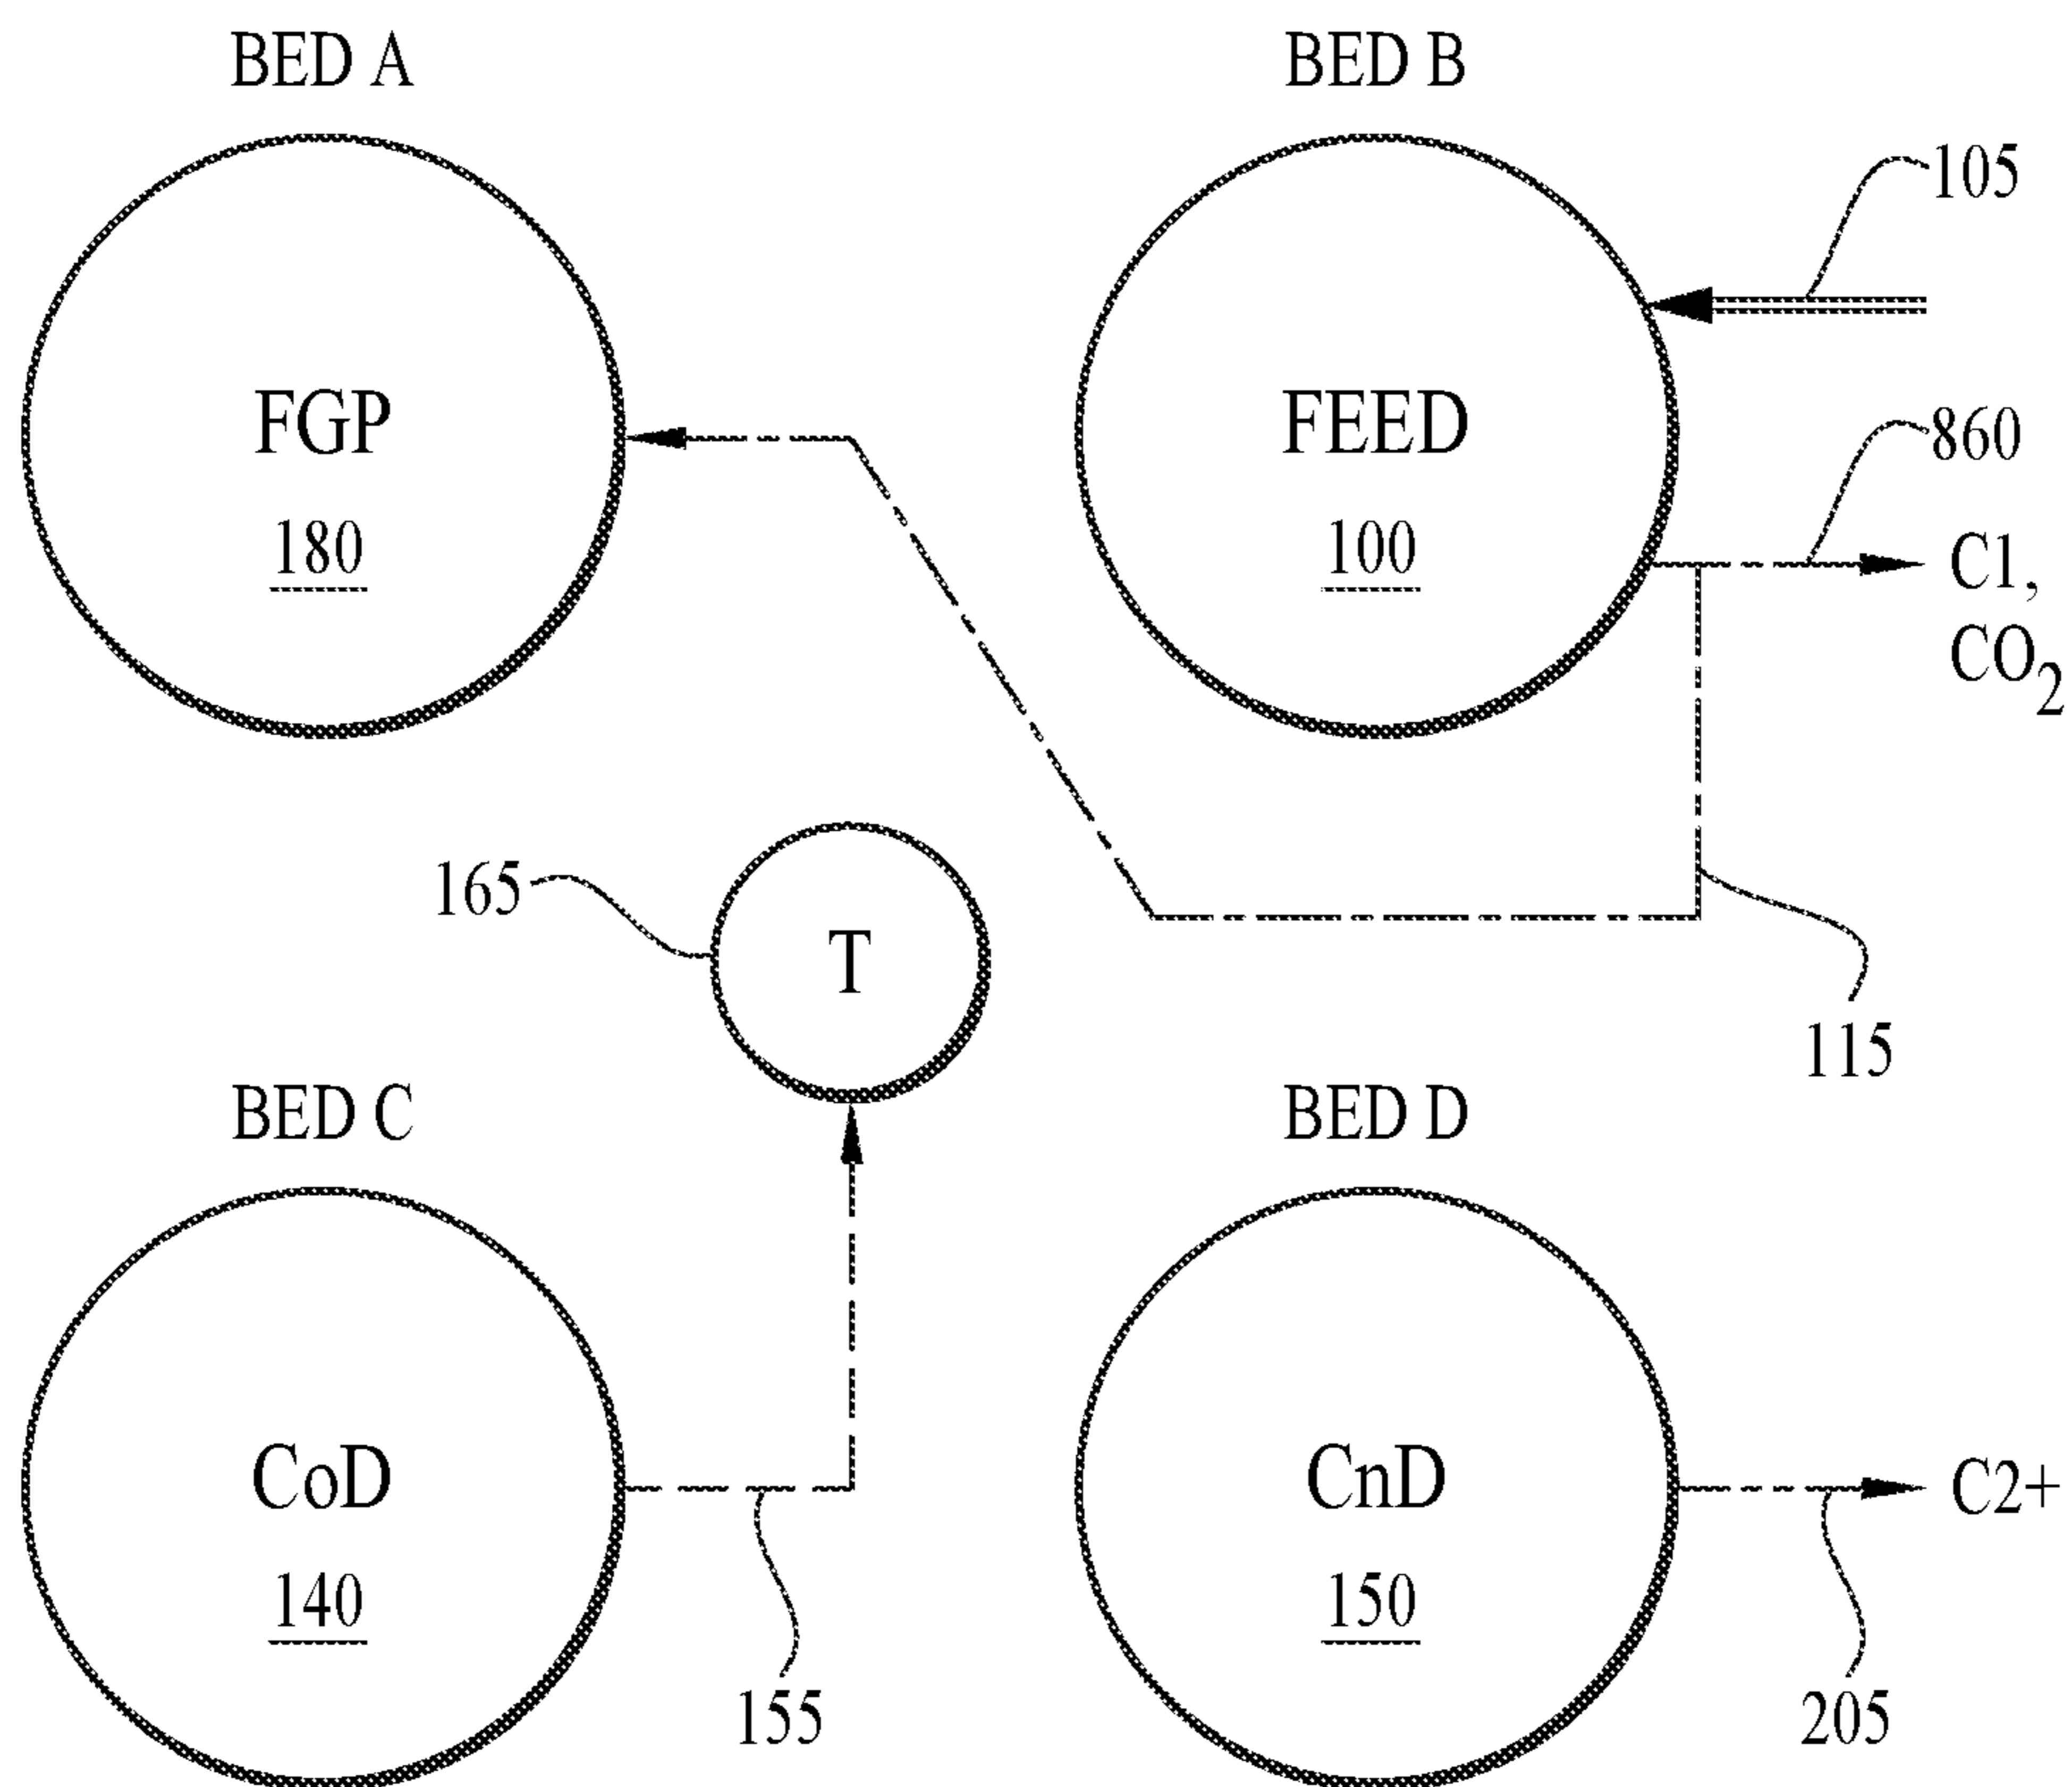 BED A
BED B
105
FGP
FEED
860
180
100
C1,
CO2
165
T
115
BED C
BED D
CoD
CnD
C2+
140
150
155
205